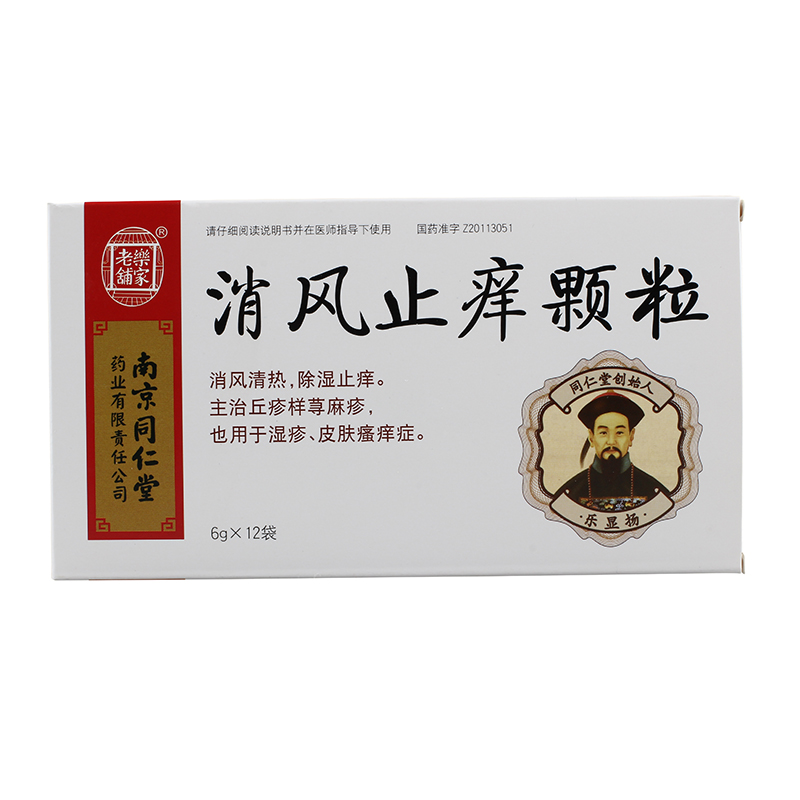 请仔细阅读说明书并在医师指导下使用 国药准字 Z20113051
樂家
老舖
®
消风止痒颗粒
南京同仁堂
药业有限责任公司
消风清热，除湿止痒。
主治丘疹样荨麻疹，
也用于湿疹、皮肤瘙痒症。
6g×12袋
同仁堂创始人
·乐显扬·